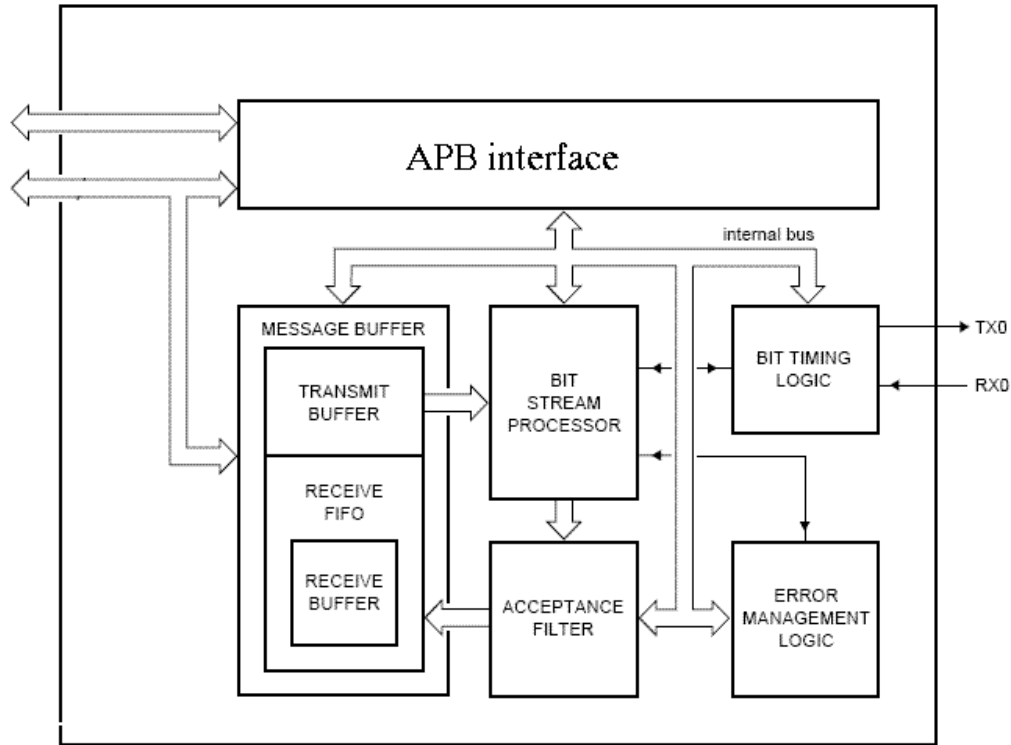 APB interface
internal bus
MESSAGE BUFFER
TRANSMIT
BUFFER
RECEIVE
FIFO
RECEIVE
BUFFER
BIT
STREAM
PROCESSOR
ACCEPTANCE
FILTER
BIT TIMING
LOGIC
TX0
RX0
ERROR
MANAGEMENT
LOGIC